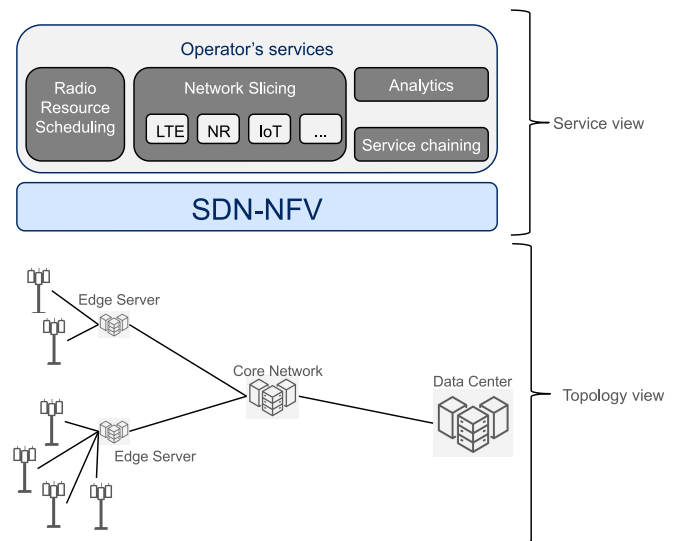 Operator's services
Radio
Resource
Scheduling
Network Slicing
LTE
NR
IoT
...
Analytics
Service chaining
Service view
SDN-NFV
Edge Server
Core Network
Data Center
Topology view
Edge Server